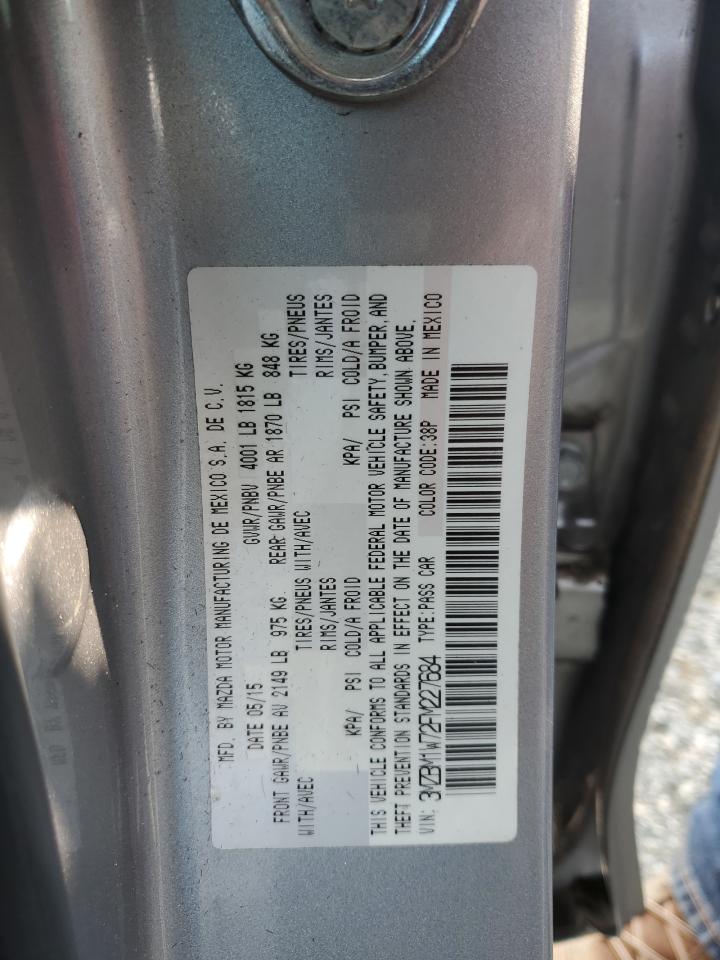 MFD. BY MAZDA MOTOR MANUFACTURING DE MEXICO S.A. DE C.V.
DATE 05/15 GVWR/PNBV 4001 LB 1815 KG
FRONT GAWR/PNBE AV 2149 LB 975 KG REAR GAWR/PNBE AR 1870 LB 848 KG
WITH/AVEC TIRES/PNEUS WITH/AVEC TIRES/PNEUS
RIMS/JANTES RIMS/JANTES
KPA/ PSI COLD/A FROID KPA/ PSI COLD/A FROID
THIS VEHICLE CONFORMS TO ALL APPLICABLE FEDERAL MOTOR VEHICLE SAFETY, BUMPER, AND
THEFT PREVENTION STANDARDS IN EFFECT ON THE DATE OF MANUFACTURE SHOWN ABOVE.
VIN: 3MZBM1W72FM227684 TYPE:PASS CAR COLOR CODE:38P MADE IN MEXICO